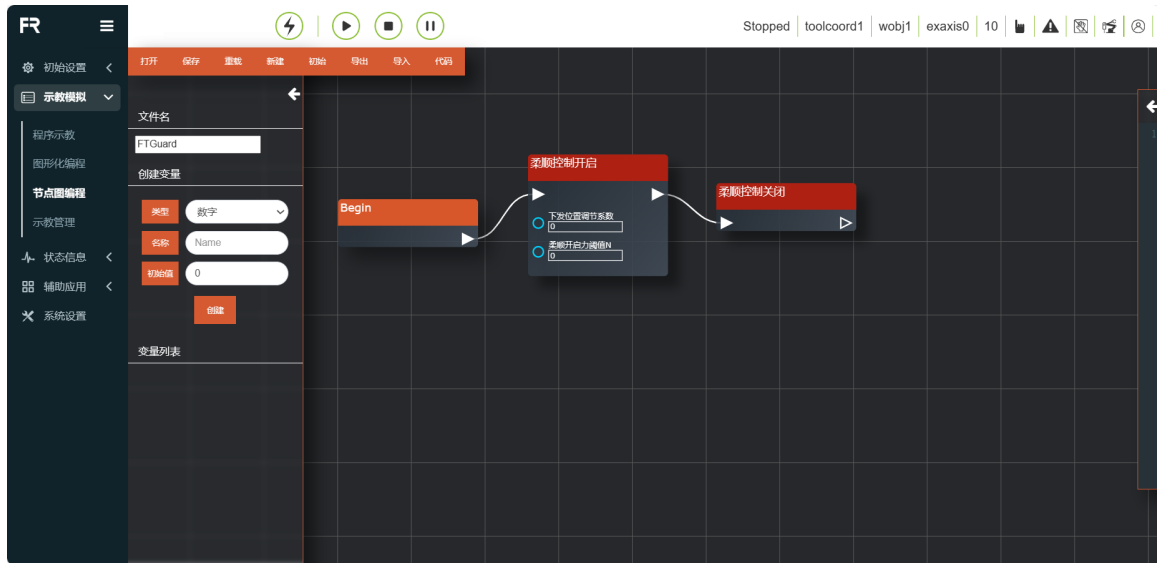 FR
Stopped toolcoord1 wobj1 exaxis0 10
初始设置
示教模拟
程序示教
图形化编程
节点图编程
示教管理
状态信息
辅助应用
系统设置
打开 保存 重载 新建 初始 导出 导入 代码
文件名
FTGuard
创建变量
类型 数字
名称 Name
初始值 0
创建
变量列表
Begin
柔顺控制开启
下发位置调节系数
0
柔顺开启力阈值N
0
柔顺控制关闭
1